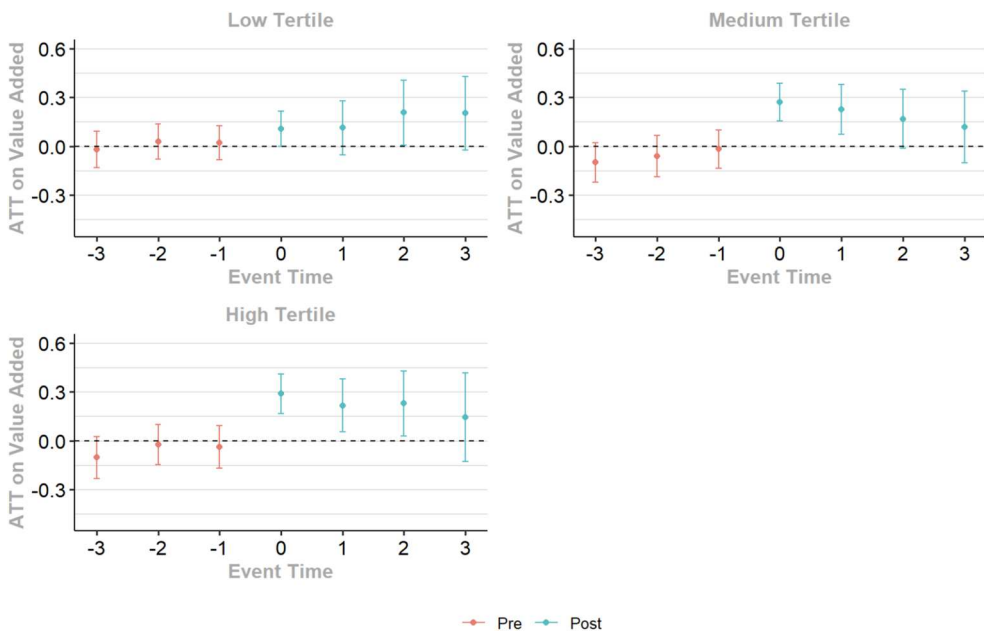 Low Tertile
ATT on Value Added
0.6
0.3
0.0
-0.3
-3 -2 -1 0 1 2 3
Event Time
Medium Tertile
ATT on Value Added
0.6
0.3
0.0
-0.3
-3 -2 -1 0 1 2 3
Event Time
High Tertile
ATT on Value Added
0.6
0.3
0.0
-0.3
-3 -2 -1 0 1 2 3
Event Time
Pre Post